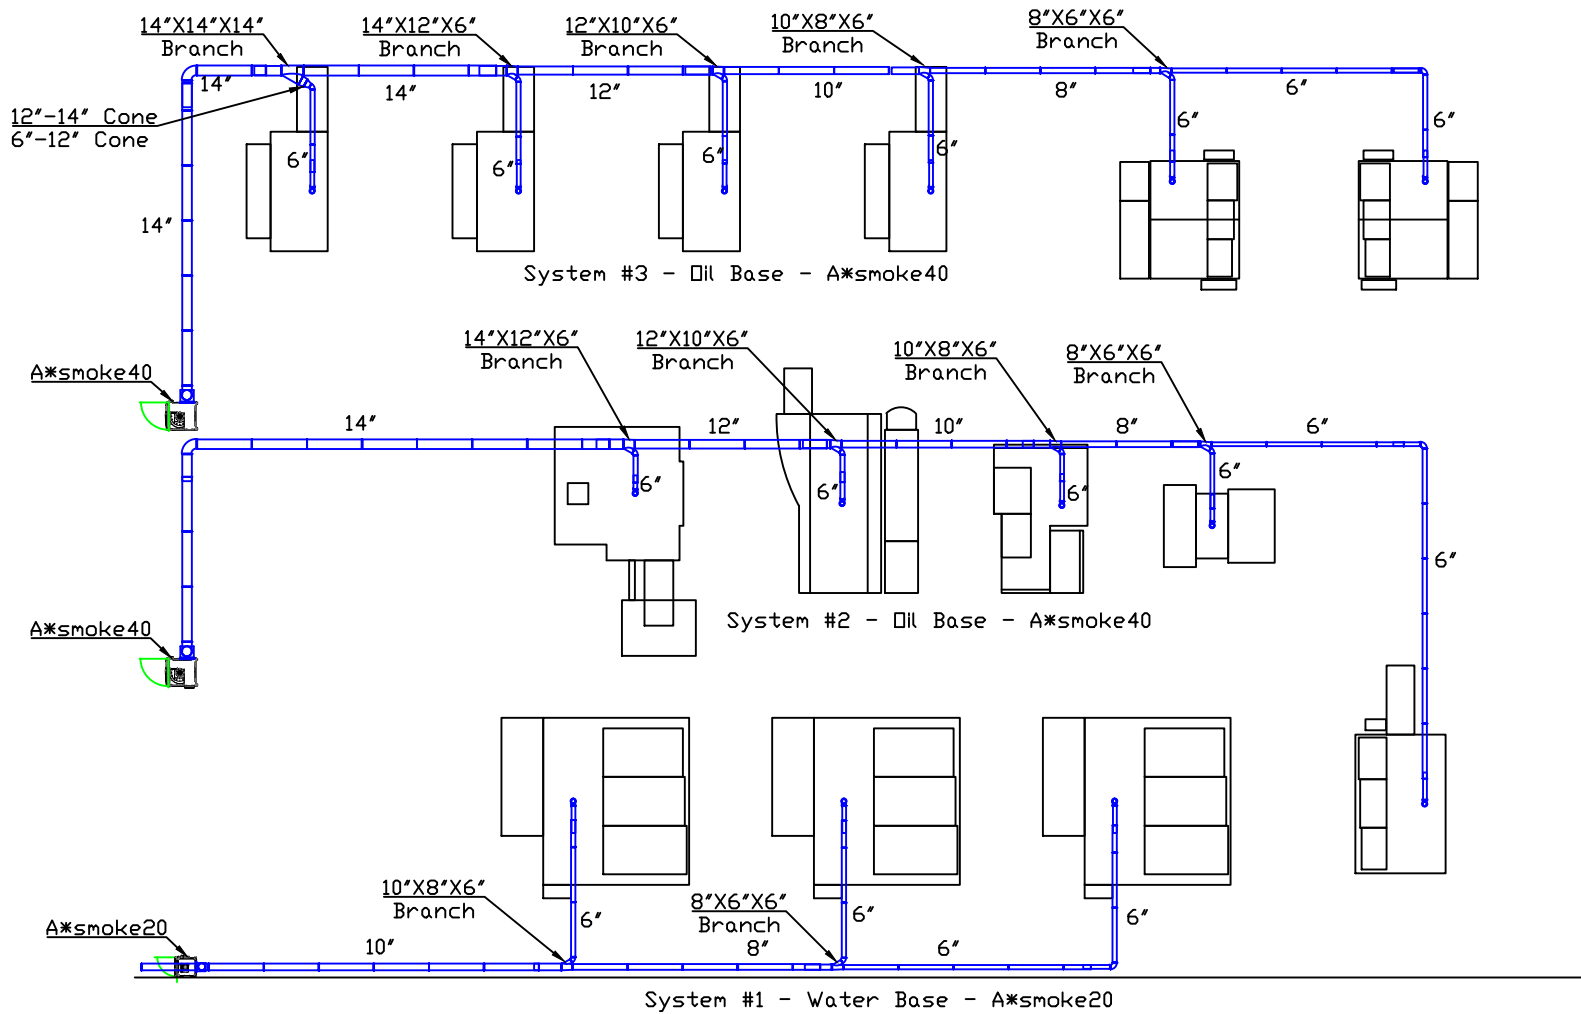 14"X14"X14"
Branch
14"X12"X6"
Branch
12"X10"X6"
Branch
10"X8"X6"
Branch
8"X6"X6"
Branch
14"
14"
12"
10"
8"
6"
12"-14" Cone
6"-12" Cone
6"
6"
6"
6"
6"
6"
14"
System #3 - Oil Base - A*smoke40
14"X12"X6"
Branch
12"X10"X6"
Branch
10"X8"X6"
Branch
8"X6"X6"
Branch
A*smoke40
14"
12"
10"
8"
6"
6"
6"
6"
6"
6"
A*smoke40
System #2 - Oil Base - A*smoke40
10"X8"X6"
Branch
8"X6"X6"
Branch
6"
6"
6"
A*smoke20
10"
8"
6"
System #1 - Water Base - A*smoke20